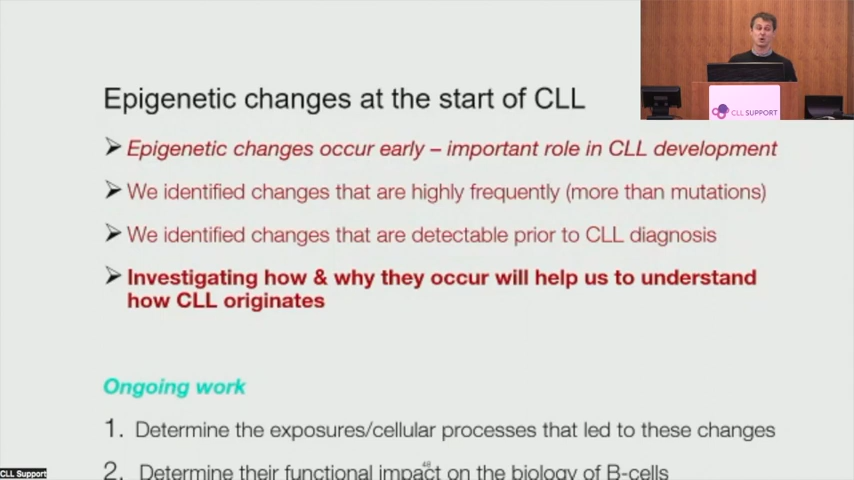 CLL SUPPORT
Epigenetic changes at the start of CLL
➢ Epigenetic changes occur early – important role in CLL development
➢ We identified changes that are highly frequently (more than mutations)
➢ We identified changes that are detectable prior to CLL diagnosis
➢ Investigating how & why they occur will help us to understand
how CLL originates
Ongoing work
1. Determine the exposures/cellular processes that led to these changes
2. Determine their functional impact on the biology of B-cells
48
CLL Support